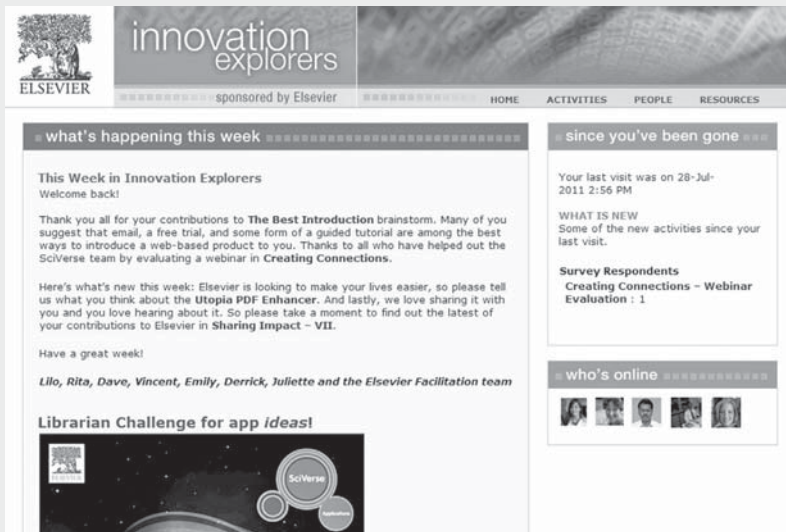 innovation
explorers
ELSEVIER
sponsored by Elsevier
HOME ACTIVITIES PEOPLE RESOURCES
what's happening this week
This Week in Innovation Explorers
Welcome back!
Thank you all for your contributions to The Best Introduction brainstorm. Many of you
suggest that email, a free trial, and some form of a guided tutorial are among the best
ways to introduce a web-based product to you. Thanks to all who have helped out the
SciVerse team by evaluating a webinar in Creating Connections.
Here's what's new this week: Elsevier is looking to make your lives easier, so please tell
us what you think about the Utopia PDF Enhancer. And lastly, we love sharing it with
you and you love hearing about it. So please take a moment to find out the latest of
your contributions to Elsevier in Sharing Impact – VII.
Have a great week!
Lilo, Rita, Dave, Vincent, Emily, Derrick, Juliette and the Elsevier Facilitation team
Librarian Challenge for app ideas!
ELSEVIER
SciVerse
Applications
since you've been gone
Your last visit was on 28-Jul-
2011 2:56 PM
WHAT IS NEW
Some of the new activities since your
last visit.
Survey Respondents
Creating Connections – Webinar
Evaluation : 1
who's online